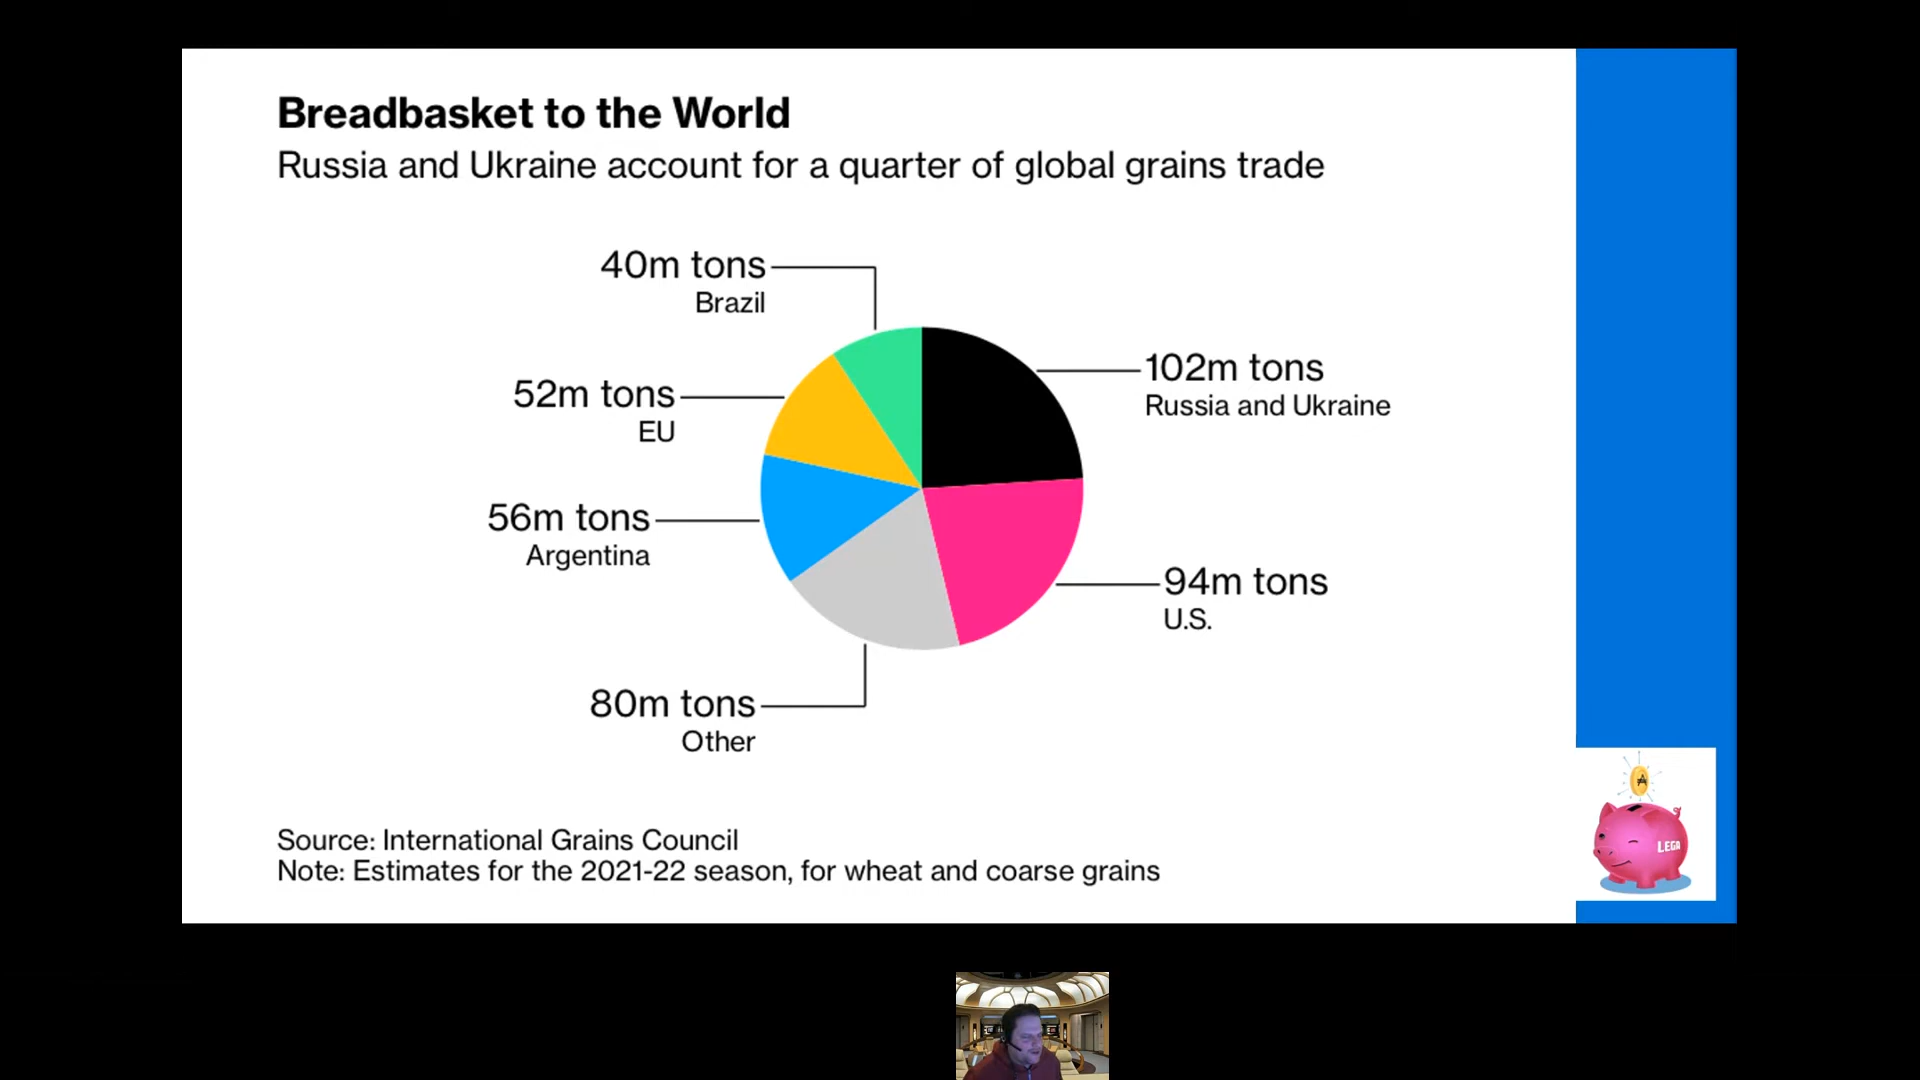 Breadbasket to the World
Russia and Ukraine account for a quarter of global grains trade
40m tons
Brazil
102m tons
Russia and Ukraine
52m tons
EU
56m tons
Argentina
94m tons
U.S.
80m tons
Other
Source: International Grains Council
Note: Estimates for the 2021-22 season, for wheat and coarse grains
LEGA